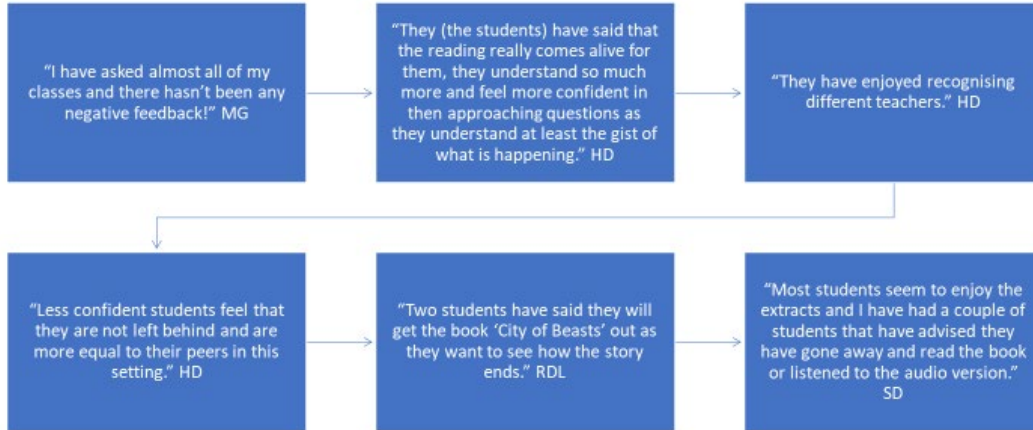 “I have asked almost all of my
classes and there hasn’t been any
negative feedback!” MG
“They (the students) have said that
the reading really comes alive for
them, they understand so much
more and feel more confident in
then approaching questions as
they understand at least the gist of
what is happening.” HD
“They have enjoyed recognising
different teachers.” HD
“Less confident students feel that
they are not left behind and are
more equal to their peers in this
setting.” HD
“Two students have said they will
get the book ‘City of Beasts’ out as
they want to see how the story
ends.” RDL
“Most students seem to enjoy the
extracts and I have had a couple of
students that have advised they
have gone away and read the book
or listened to the audio version.”
SD